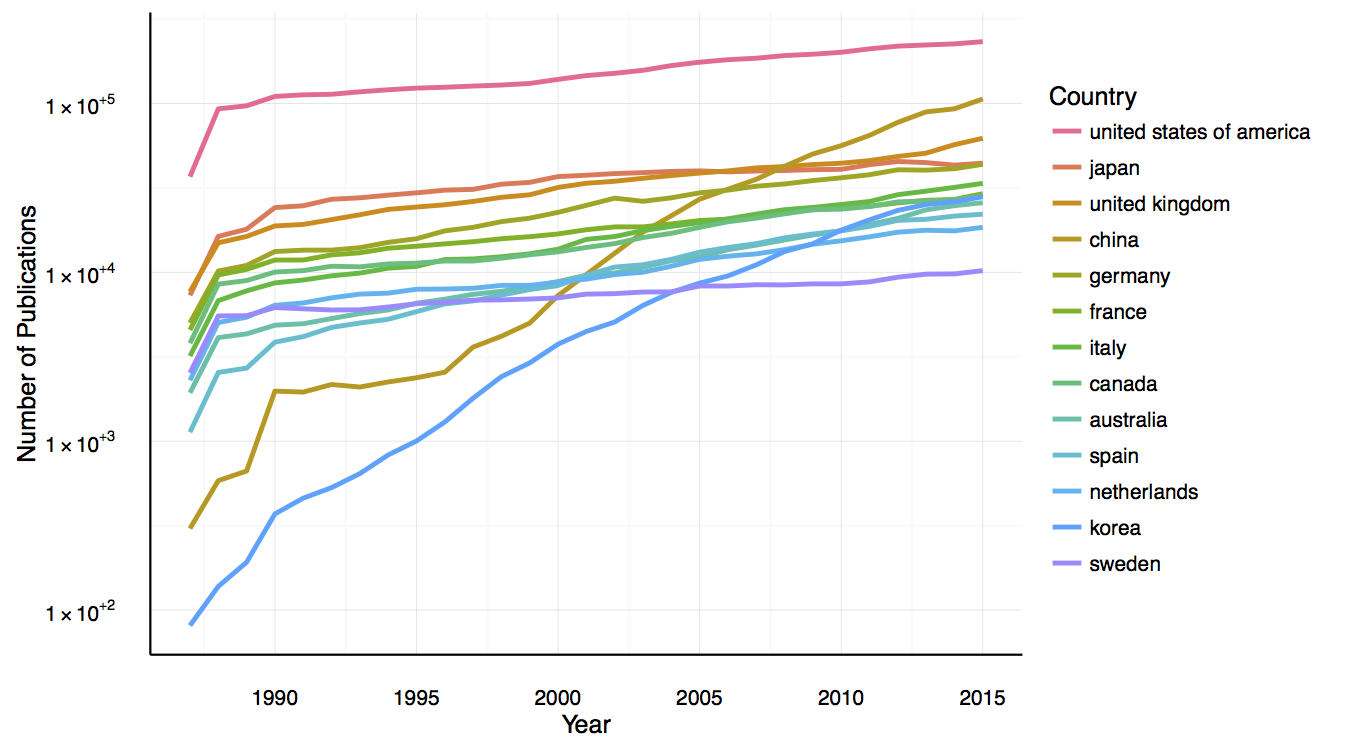 Number of Publications
1 × 10^+5
1 × 10^+4
1 × 10^+3
1 × 10^+2
1990 1995 2000 2005 2010 2015
Year
Country
united states of america
japan
united kingdom
china
germany
france
italy
canada
australia
spain
netherlands
korea
sweden